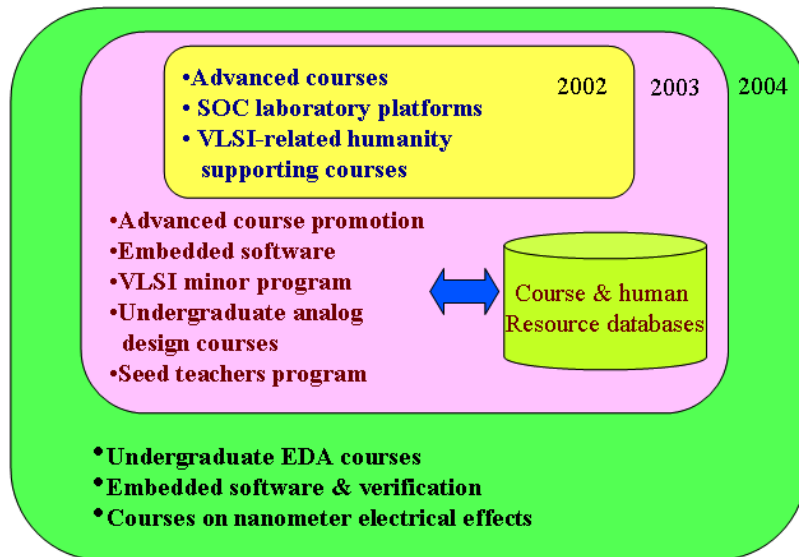 •Advanced courses
2002
2003
2004
• SOC laboratory platforms
• VLSI-related humanity
supporting courses
•Advanced course promotion
•Embedded software
•VLSI minor program
•Undergraduate analog
design courses
•Seed teachers program
Course & human
Resource databases
•Undergraduate EDA courses
•Embedded software & verification
•Courses on nanometer electrical effects